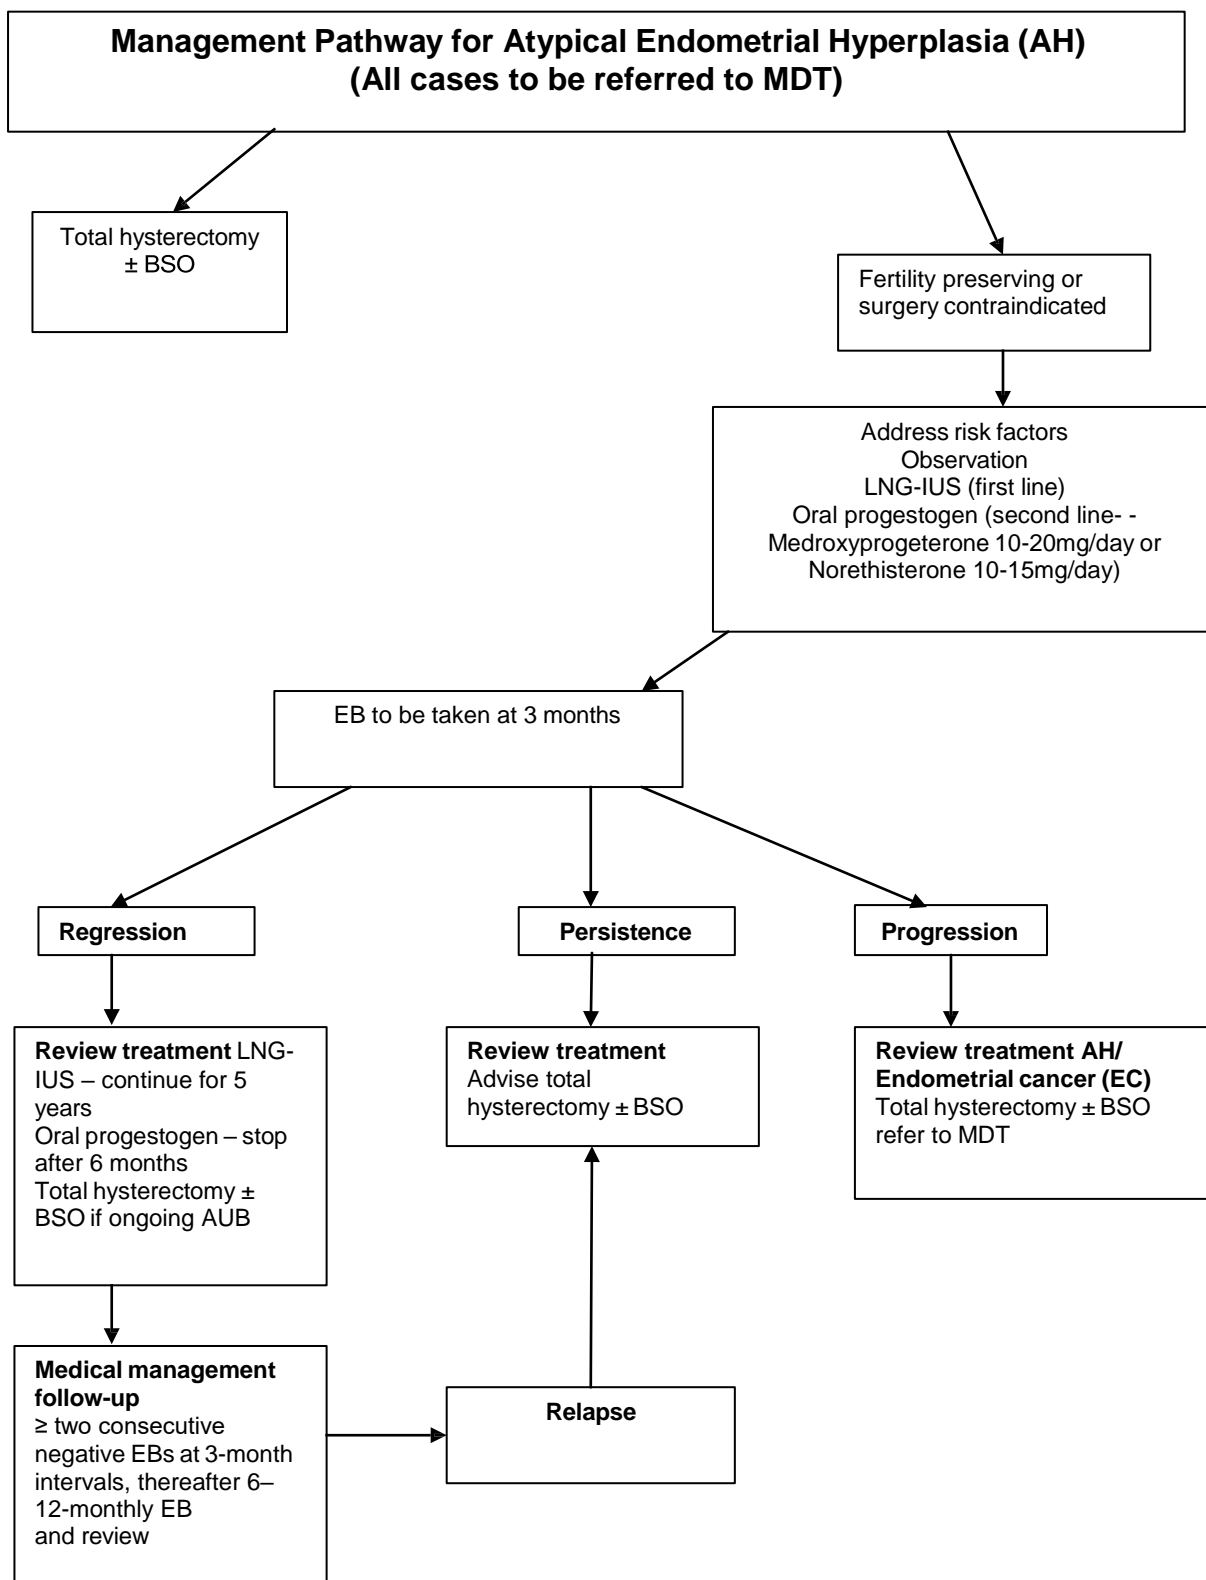 Management Pathway for Atypical Endometrial Hyperplasia (AH)
(All cases to be referred to MDT)
Total hysterectomy
± BSO
Fertility preserving or
surgery contraindicated
Address risk factors
Observation
LNG-IUS (first line)
Oral progestogen (second line- -
Medroxyprogeterone 10-20mg/day or
Norethisterone 10-15mg/day)
EB to be taken at 3 months
Regression
Persistence
Progression
Review treatment LNG-
IUS – continue for 5
years
Oral progestogen – stop
after 6 months
Total hysterectomy ±
BSO if ongoing AUB
Review treatment
Advise total
hysterectomy ± BSO
Review treatment AH/
Endometrial cancer (EC)
Total hysterectomy ± BSO
refer to MDT
Medical management
follow-up
≥ two consecutive
negative EBs at 3-month
intervals, thereafter 6–
12-monthly EB
and review
Relapse